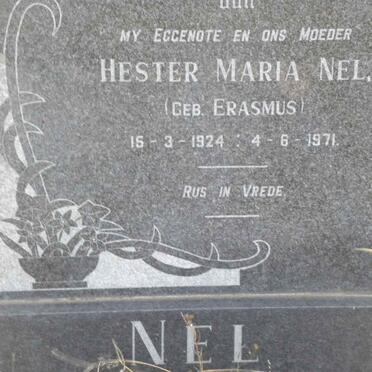 aan
MY EGGENOTE EN ONS MOEDER
HESTER MARIA NEL,
(GEB. ERASMUS)
15-3-1924 : 4-6-1971.
RUS IN VREDE.
NEL